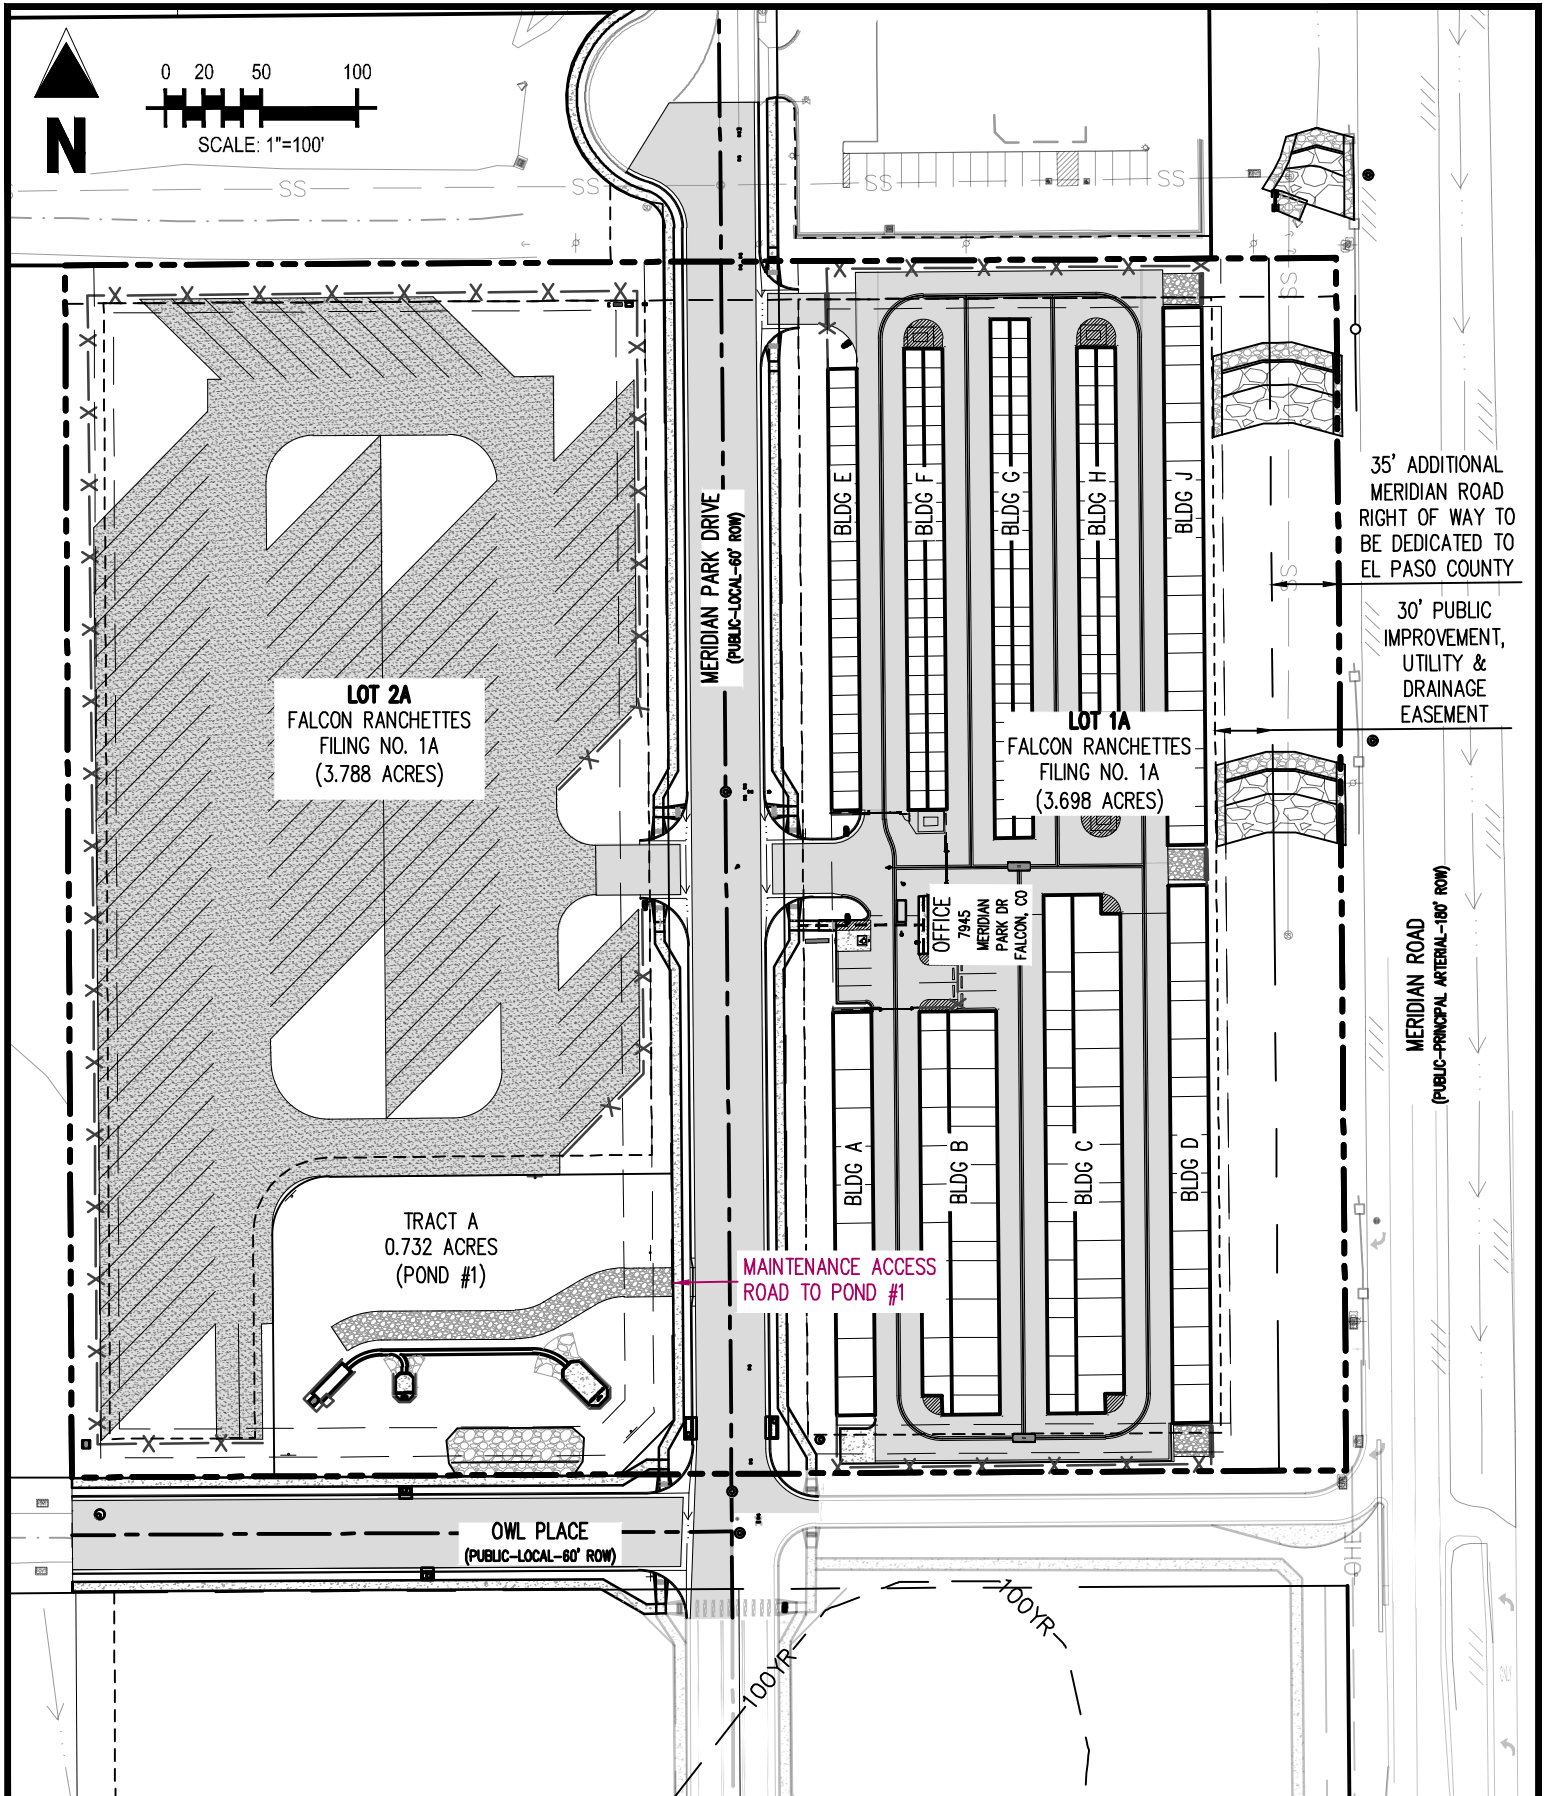 0 20 50 100
SCALE: 1"=100'
N
SS
SS
SS
SS
SS
SS
35' ADDITIONAL
MERIDIAN ROAD
RIGHT OF WAY TO
BE DEDICATED TO
EL PASO COUNTY
30' PUBLIC
IMPROVEMENT,
UTILITY &
DRAINAGE
EASEMENT
MERIDIAN PARK DRIVE
(PUBLIC-LOCAL-60' ROW)
BLDG E
BLDG F
BLDG G
BLDG H
BLDG J
LOT 2A
FALCON RANCHETTES
FILING NO. 1A
(3.788 ACRES)
LOT 1A
FALCON RANCHETTES
FILING NO. 1A
(3.698 ACRES)
OFFICE
7945
MERIDIAN
PARK DR
FALCON, CO
MERIDIAN ROAD
(PUBLIC-PRINCIPAL ARTERIAL-180' ROW)
BLDG A
BLDG B
BLDG C
BLDG D
TRACT A
0.732 ACRES
(POND #1)
MAINTENANCE ACCESS
ROAD TO POND #1
OWL PLACE
(PUBLIC-LOCAL-60' ROW)
OHE
100YR
100YR